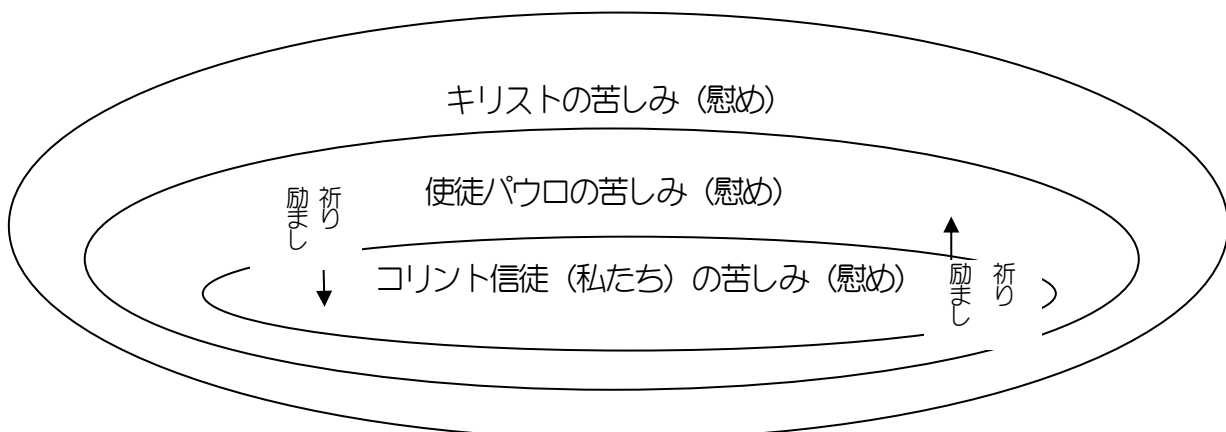 キリストの苦しみ（慰め）
使徒パウロの苦しみ（慰め）
祈り
励まし
コリント信徒（私たち）の苦しみ（慰め）
祈り
励まし